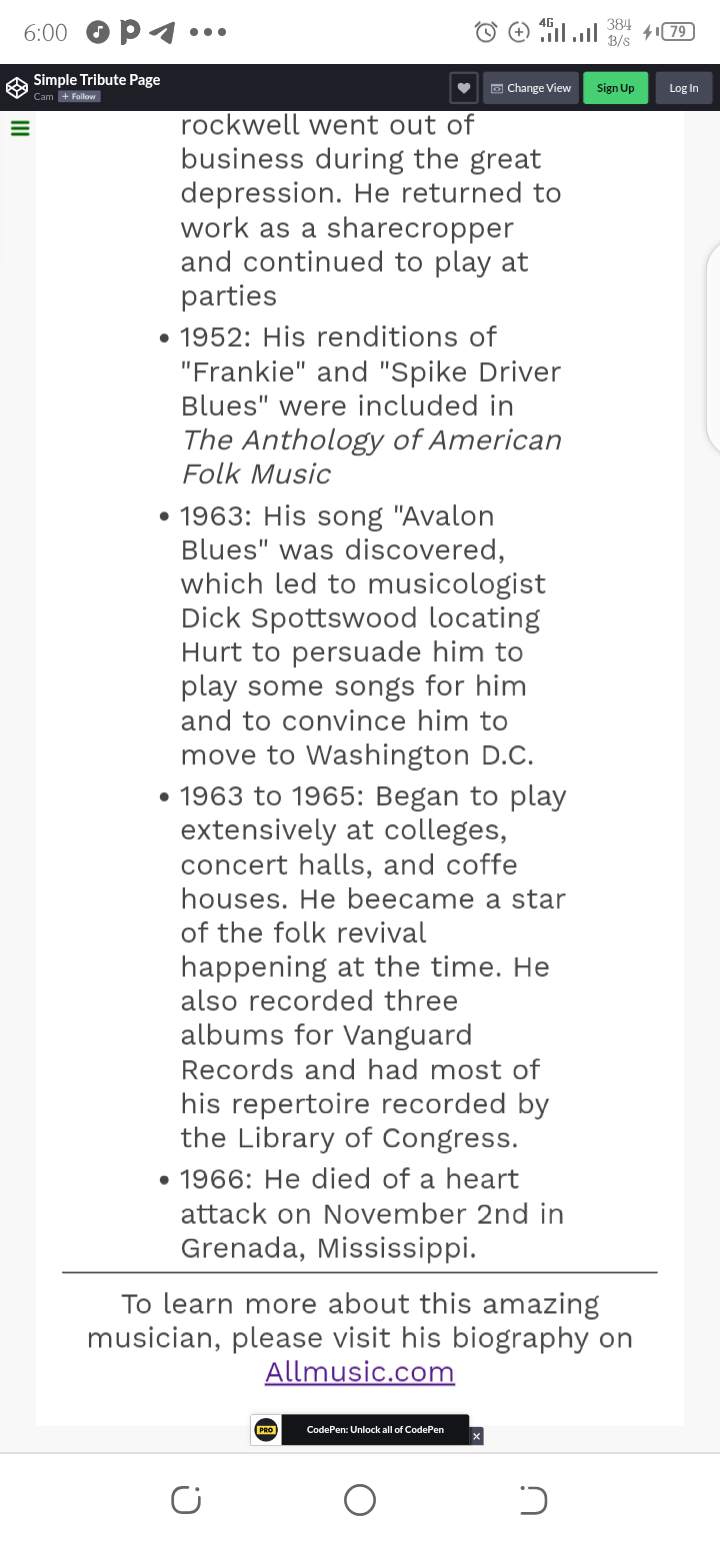 6:00 4G 384 B/s 79
Simple Tribute Page
Cam + Follow
Change View
Sign Up
Log In
rockwell went out of
business during the great
depression. He returned to
work as a sharecropper
and continued to play at
parties
• 1952: His renditions of
"Frankie" and "Spike Driver
Blues" were included in
The Anthology of American
Folk Music
• 1963: His song "Avalon
Blues" was discovered,
which led to musicologist
Dick Spottswood locating
Hurt to persuade him to
play some songs for him
and to convince him to
move to Washington D.C.
• 1963 to 1965: Began to play
extensively at colleges,
concert halls, and coffe
houses. He beecame a star
of the folk revival
happening at the time. He
also recorded three
albums for Vanguard
Records and had most of
his repertoire recorded by
the Library of Congress.
• 1966: He died of a heart
attack on November 2nd in
Grenada, Mississippi.
To learn more about this amazing
musician, please visit his biography on
Allmusic.com
PRO CodePen: Unlock all of CodePen x